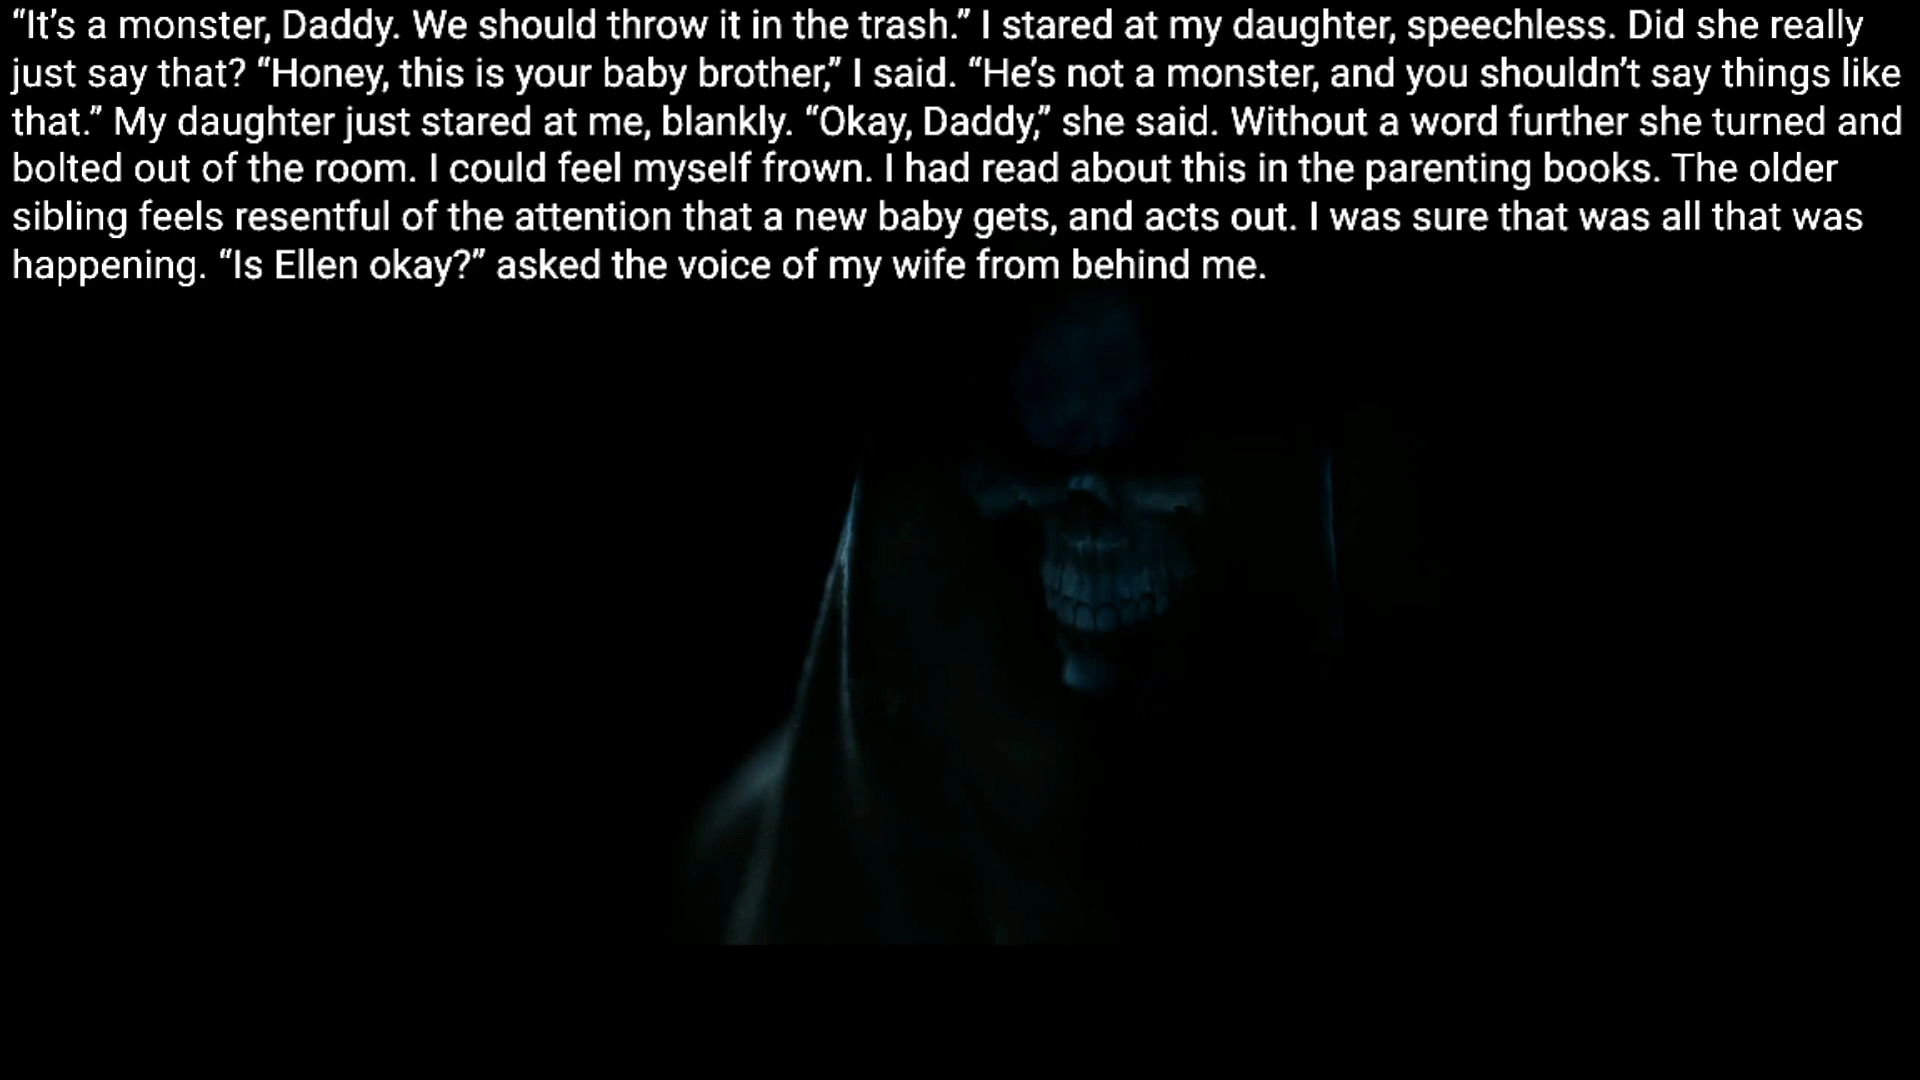 “It’s a monster, Daddy. We should throw it in the trash.” I stared at my daughter, speechless. Did she really
just say that? “Honey, this is your baby brother,” I said. “He’s not a monster, and you shouldn’t say things like
that.” My daughter just stared at me, blankly. “Okay, Daddy,” she said. Without a word further she turned and
bolted out of the room. I could feel myself frown. I had read about this in the parenting books. The older
sibling feels resentful of the attention that a new baby gets, and acts out. I was sure that was all that was
happening. “Is Ellen okay?” asked the voice of my wife from behind me.